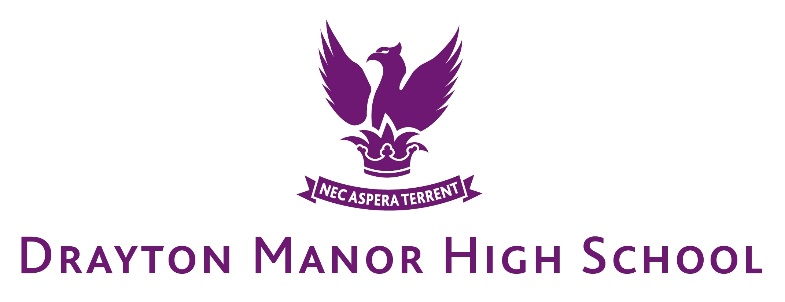 NEC ASPERA TERRENT
DRAYTON MANOR HIGH SCHOOL